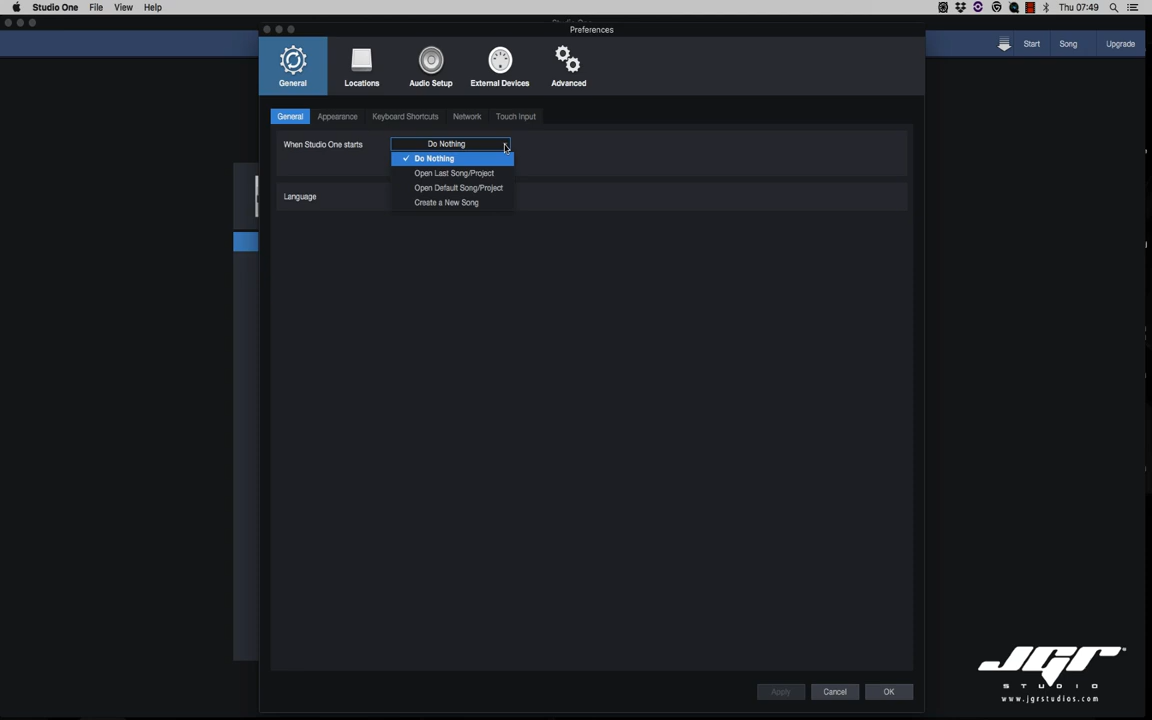 Studio One File View Help Thu 07:49
Preferences
Start Song Upgrade
General Locations Audio Setup External Devices Advanced
General Appearance Keyboard Shortcuts Network Touch Input
When Studio One starts Do Nothing
Do Nothing
Open Last Song/Project
Open Default Song/Project
Create a New Song
Language
Apply Cancel OK
JGR
STUDIO
www.jgrstudios.com